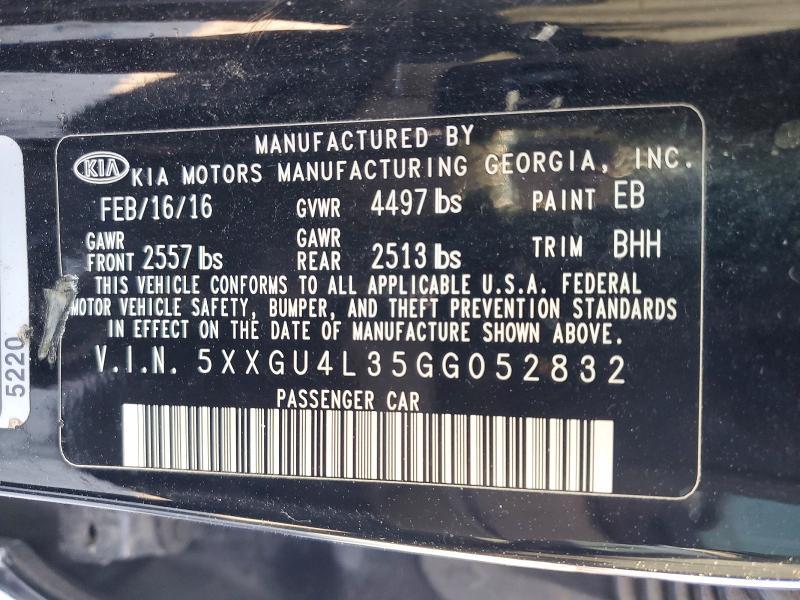 MANUFACTURED BY
KIA KIA MOTORS MANUFACTURING GEORGIA, INC.
FEB/16/16 GVWR 4497 lbs PAINT EB
GAWR FRONT 2557 lbs GAWR REAR 2513 lbs TRIM BHH
THIS VEHICLE CONFORMS TO ALL APPLICABLE U.S.A. FEDERAL
MOTOR VEHICLE SAFETY, BUMPER, AND THEFT PREVENTION STANDARDS
IN EFFECT ON THE DATE OF MANUFACTURE SHOWN ABOVE.
V.I.N. 5XXGU4L35GG052832
PASSENGER CAR
5220